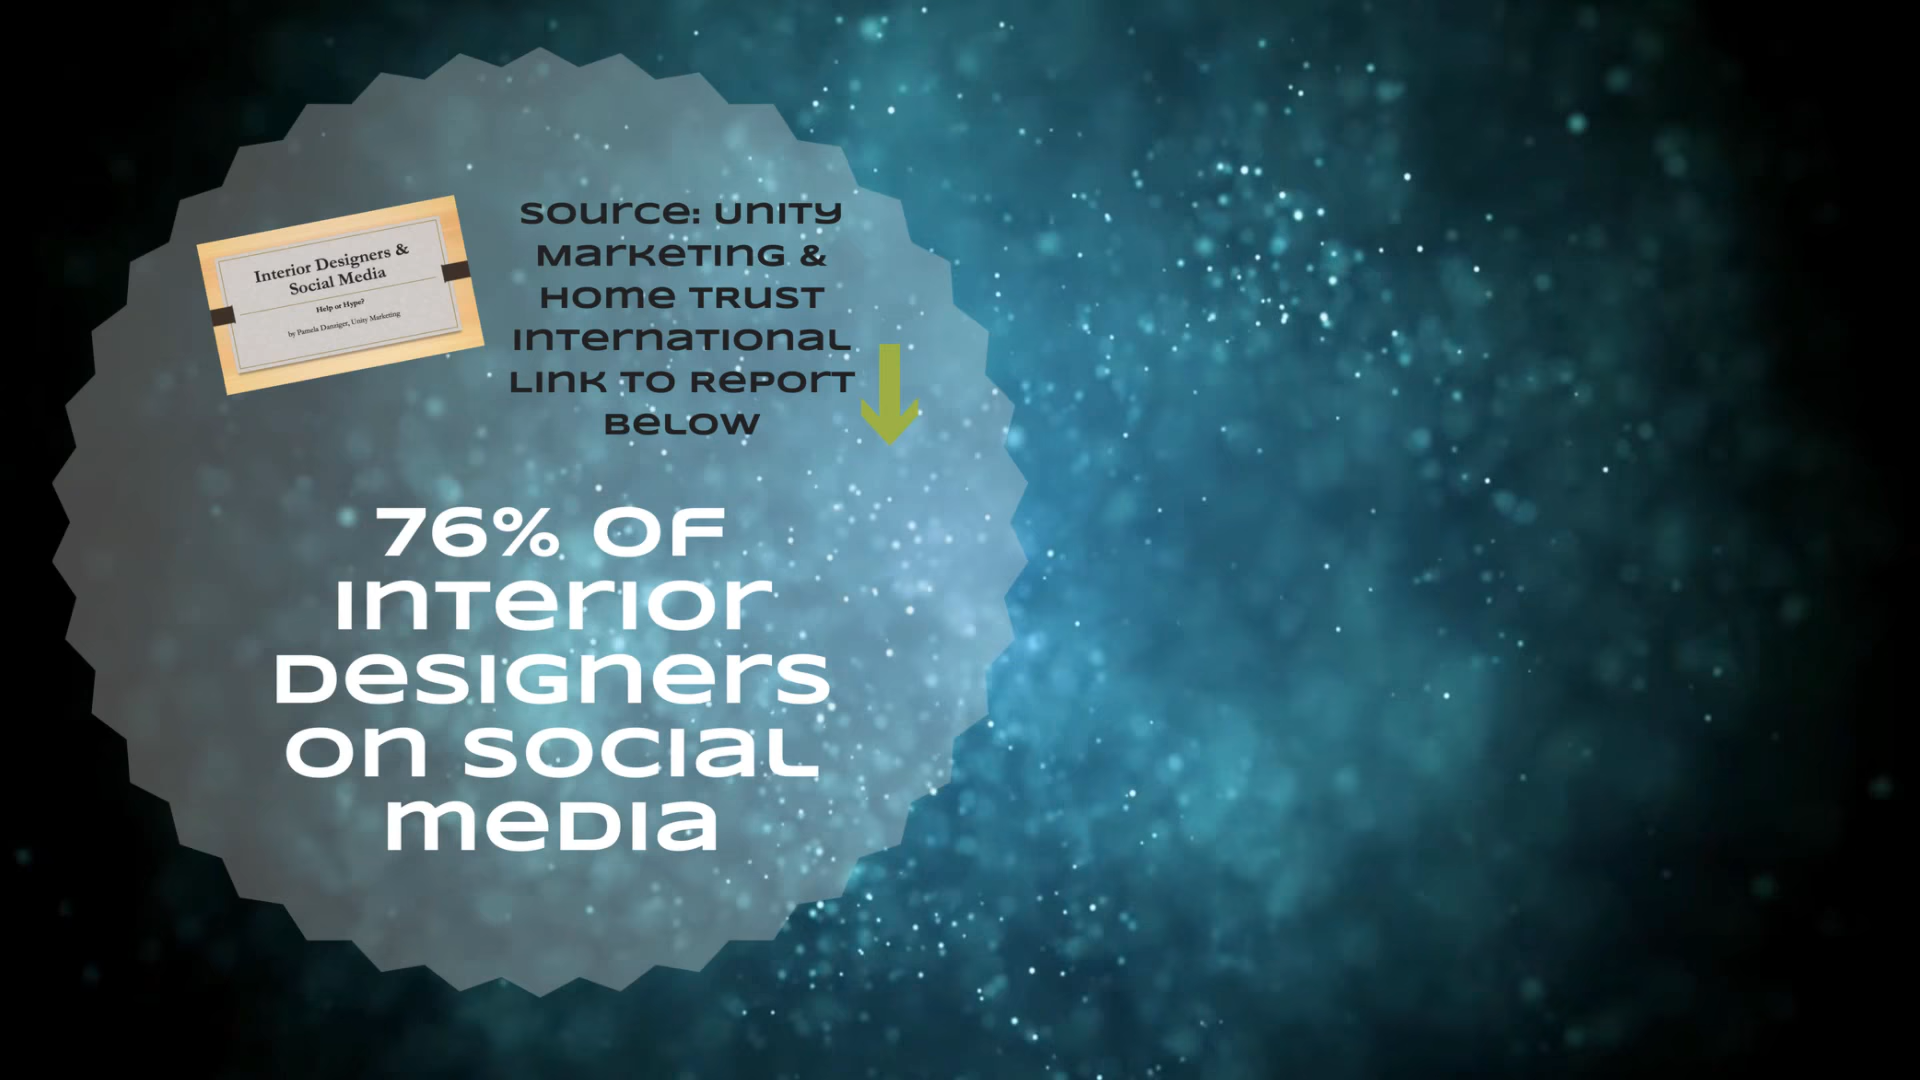 Interior Designers &
Social Media
Help or Hype?
by Pamela Danziger, Unity Marketing
Source: Unity
Marketing &
Home Trust
International
Link to Report
Below
76% OF
Interior
Designers
on Social
Media